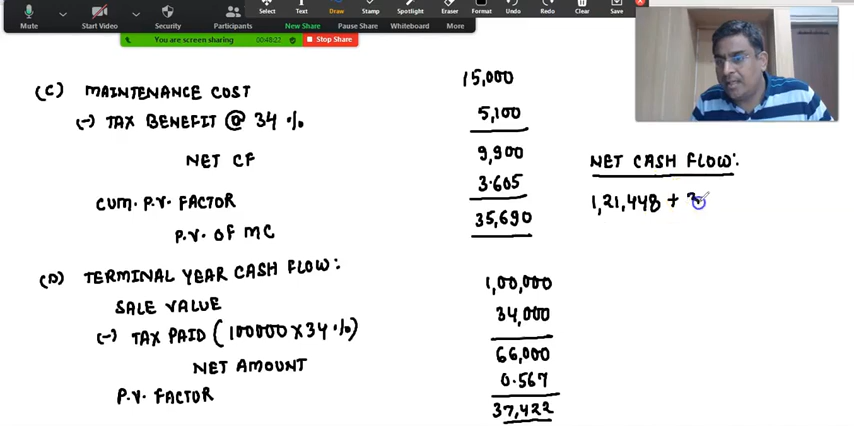 Mute
Start Video
Security
Participants
New Share
Pause Share
Whiteboard
More
Select
Text
Draw
Stamp
Spotlight
Eraser
Format
Undo
Redo
Clear
Save
You are screen sharing
00:48:22
Stop Share
(C) MAINTENANCE COST 15,000
(-) TAX BENEFIT @ 34 % 5,100
NET CF 9,900
CUM. P.V. FACTOR 3.605
P.V. OF MC 35,690
(D) TERMINAL YEAR CASH FLOW:
SALE VALUE 1,00,000
(-) TAX PAID (100000 X 34 %) 34,000
NET AMOUNT 66,000
P.V. FACTOR 0.567
37,422
NET CASH FLOW:
1,21,448 +